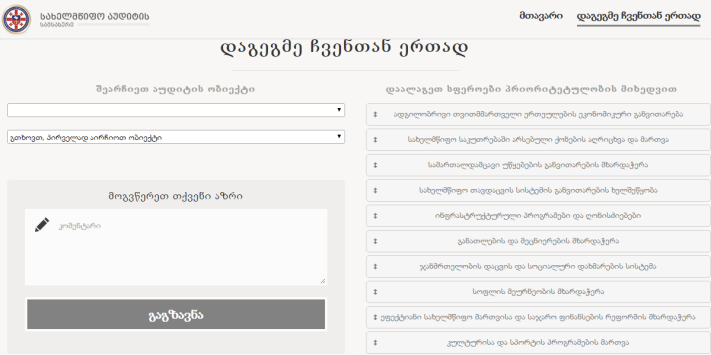 სახელმწიფო აუდიტის
სამსახური
მთავარი
დაგეგმე ჩვენთან ერთად
დაგეგმე ჩვენთან ერთად
შეარჩიეთ აუდიტის ობიექტი
გთხოვთ, პირველად აირჩიოთ ობიექტი
მოგვწერეთ თქვენი აზრი
კომენტარი
გაგზავნა
დაალაგეთ სფეროები პრიორიტეტულობის მიხედვით
ადგილობრივი თვითმმართველი ერთეულების ეკონომიკური განვითარება
სახელმწიფო საკუთრებაში არსებული ქონების აღრიცხვა და მართვა
სამართალდამცავი უწყებების განვითარების მხარდაჭერა
სახელმწიფო თავდაცვის სისტემის განვითარების ხელშეწყობა
ინფრასტრუქტურული პროგრამები და ღონისძიებები
განათლების და მეცნიერების მხარდაჭერა
ჯანმრთელობის დაცვის და სოციალური დახმარების სისტემა
სოფლის მეურნეობის მხარდაჭერა
ეფექტიანი სახელმწიფო მართვისა და საჯარო ფინანსების რეფორმის მხარდაჭერა
კულტურისა და სპორტის პროგრამების მართვა